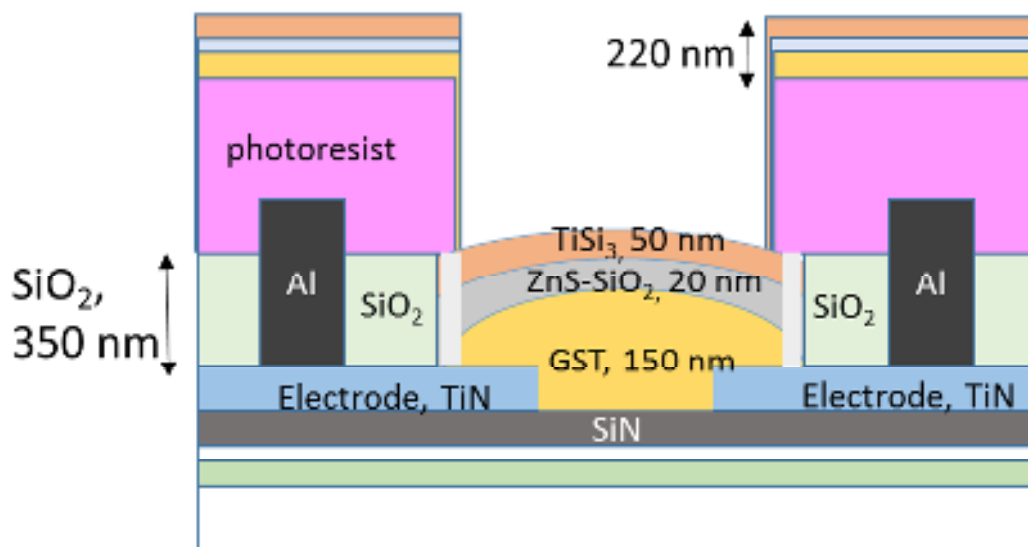 220 nm
photoresist
TiSi₃, 50 nm
ZnS-SiO₂, 20 nm
SiO₂,
350 nm
Al
SiO₂
SiO₂
Al
GST, 150 nm
Electrode, TiN
Electrode, TiN
SiN